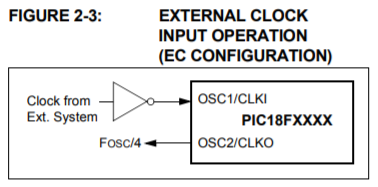 FIGURE 2-3: EXTERNAL CLOCK
INPUT OPERATION
(EC CONFIGURATION)
Clock from
Ext. System
OSC1/CLKI
PIC18FXXXX
FOSC/4
OSC2/CLKO